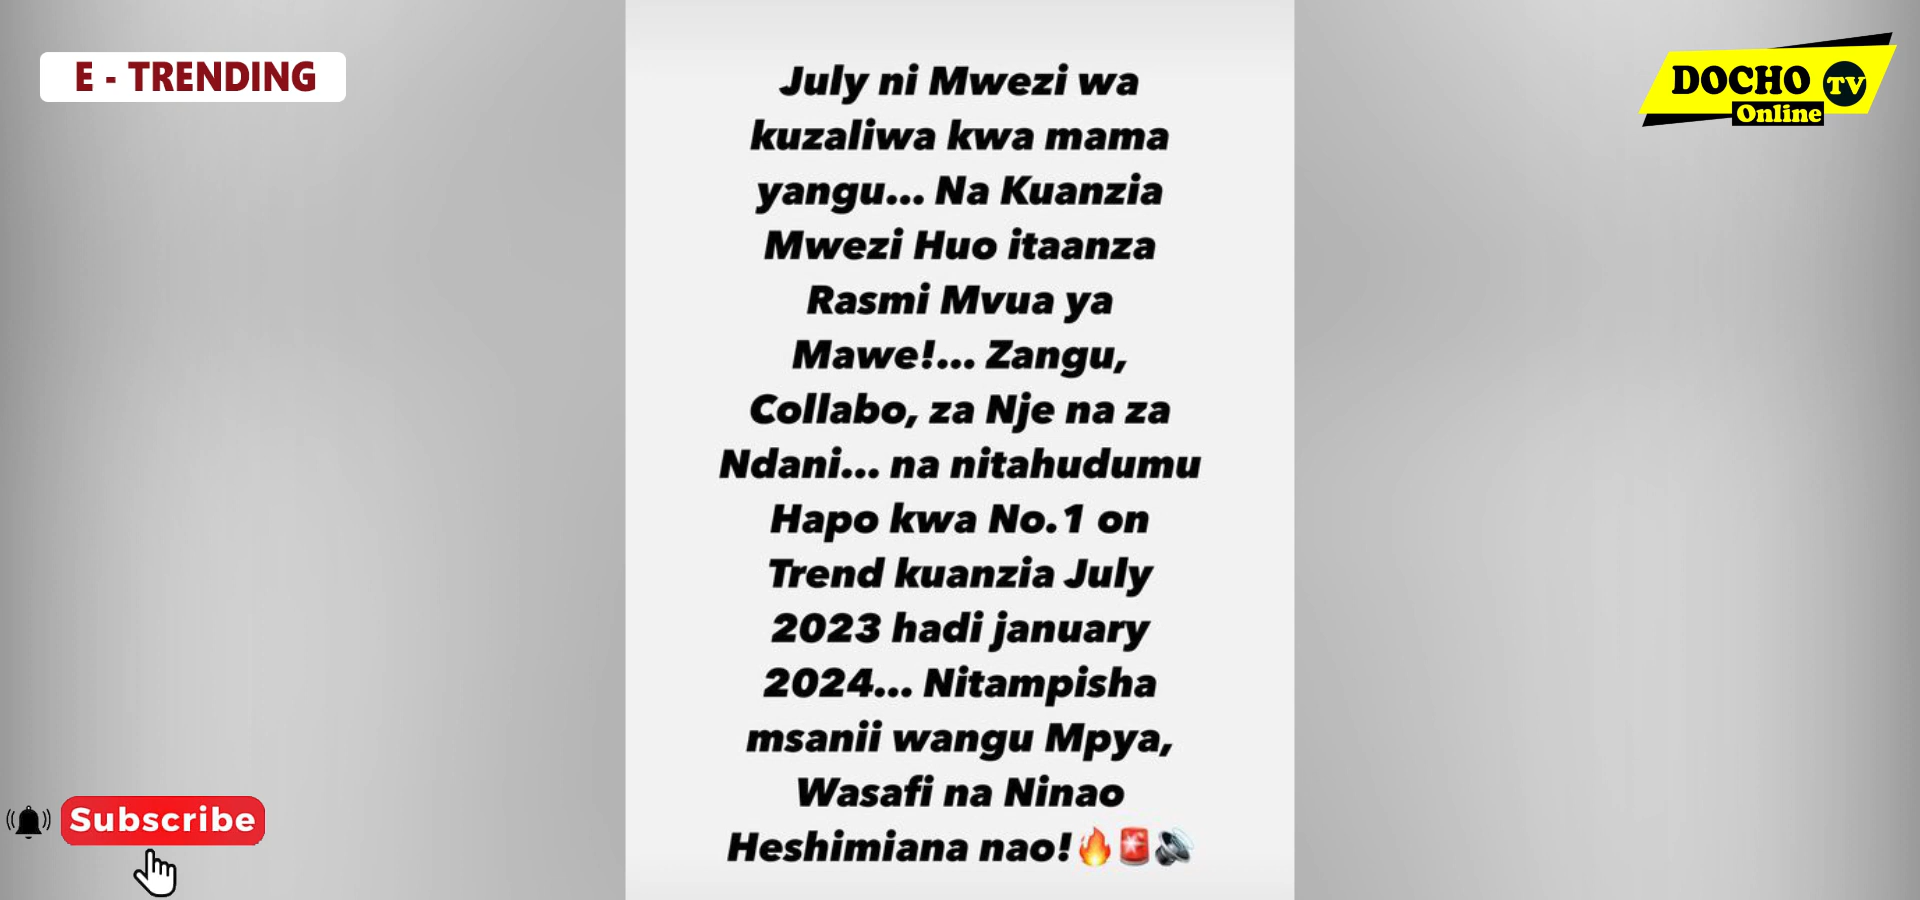 E - TRENDING
DOCHO TV
Online
July ni Mwezi wa
kuzaliwa kwa mama
yangu... Na Kuanzia
Mwezi Huo itaanza
Rasmi Mvua ya
Mawe!... Zangu,
Collabo, za Nje na za
Ndani... na nitahudumu
Hapo kwa No.1 on
Trend kuanzia July
2023 hadi january
2024... Nitampisha
msanii wangu Mpya,
Wasafi na Ninao
Heshimiana nao!🔥🚨🔊
Subscribe